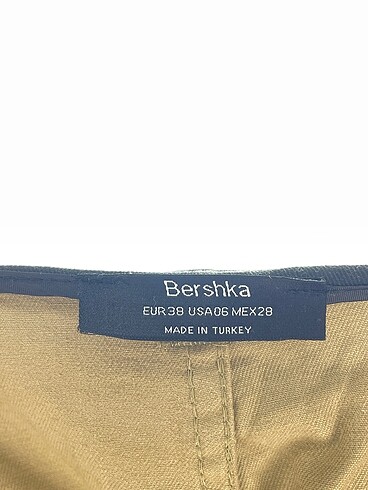 Bershka
EUR38 USA06 MEX28
MADE IN TURKEY